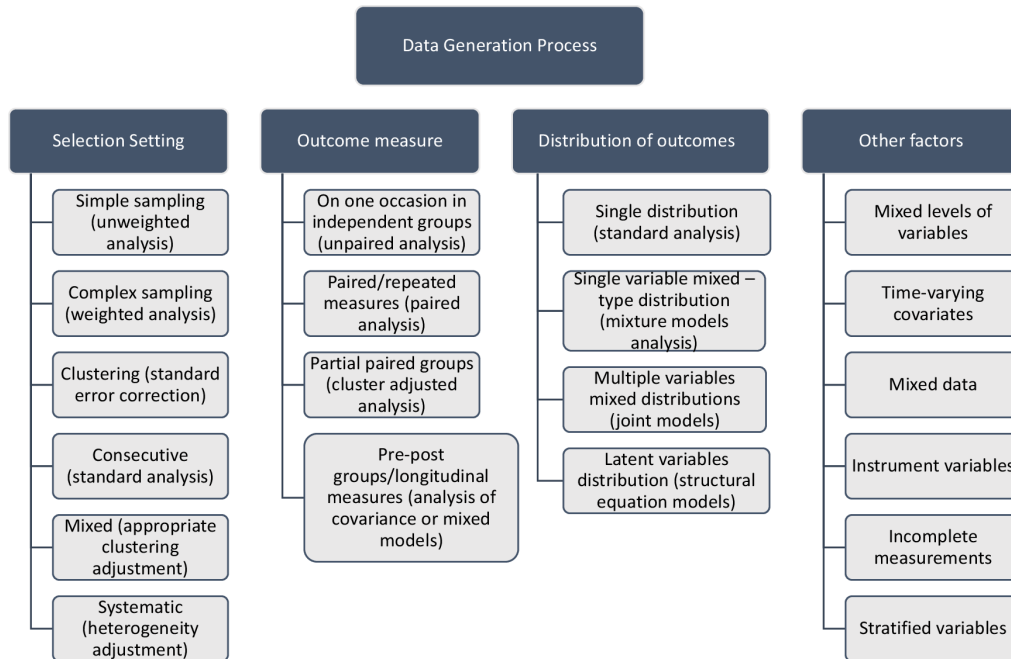 Data Generation Process
Selection Setting
Simple sampling
(unweighted
analysis)
Complex sampling
(weighted analysis)
Clustering (standard
error correction)
Consecutive
(standard analysis)
Mixed (appropriate
clustering
adjustment)
Systematic
(heterogeneity
adjustment)
Outcome measure
On one occasion in
independent groups
(unpaired analysis)
Paired/repeated
measures (paired
analysis)
Partial paired groups
(cluster adjusted
analysis)
Pre-post
groups/longitudinal
measures (analysis of
covariance or mixed
models)
Distribution of outcomes
Single distribution
(standard analysis)
Single variable mixed –
type distribution
(mixture models
analysis)
Multiple variables
mixed distributions
(joint models)
Latent variables
distribution (structural
equation models)
Other factors
Mixed levels of
variables
Time-varying
covariates
Mixed data
Instrument variables
Incomplete
measurements
Stratified variables